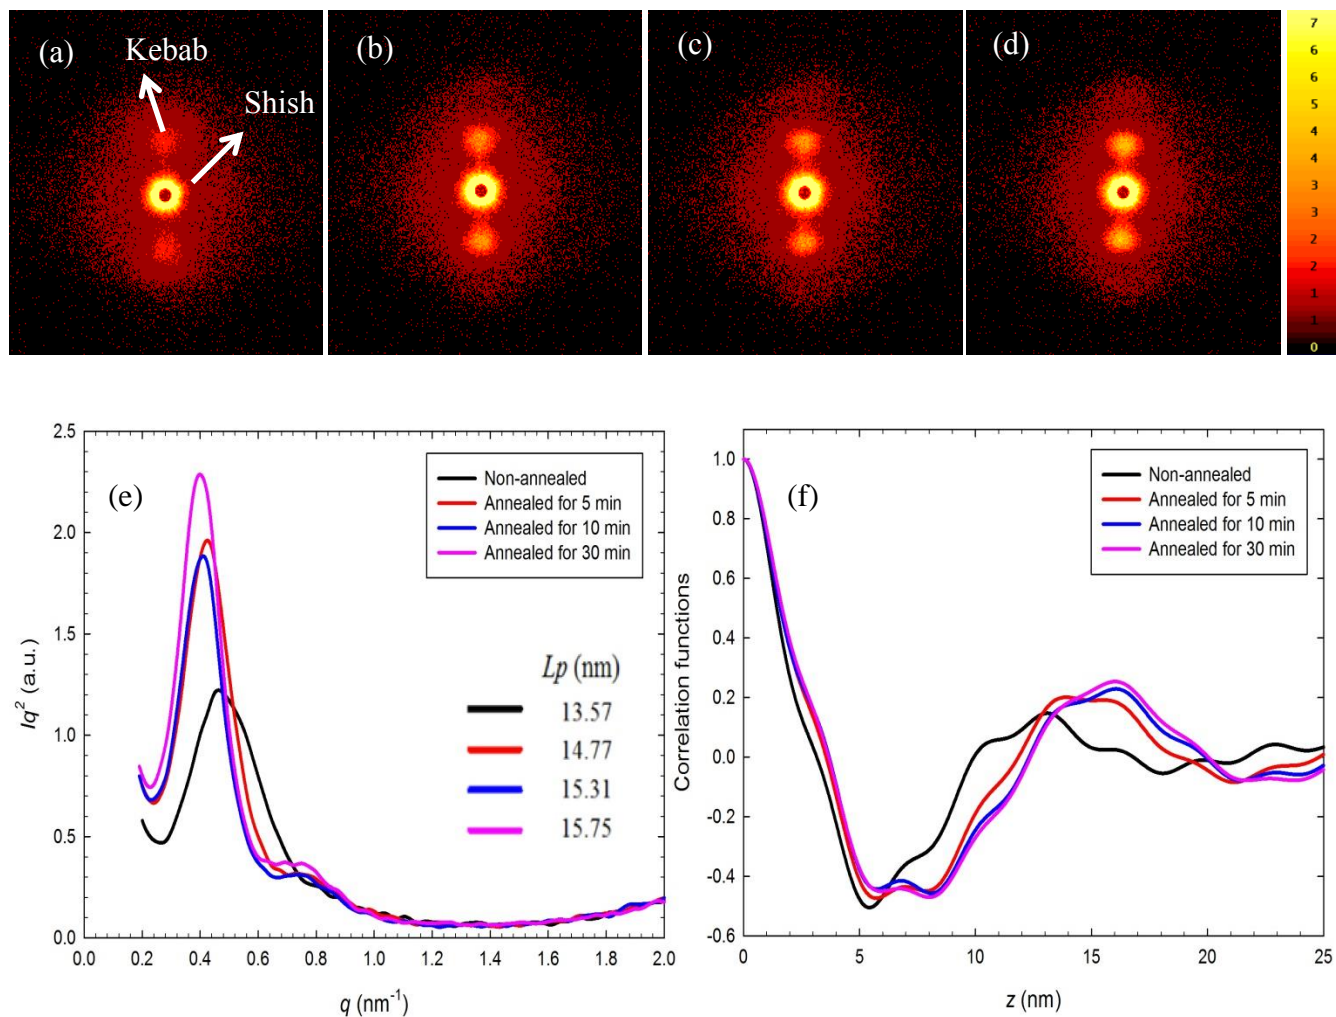 (a)
Kebab
Shish
(b)
(c)
(d)
7
6
6
5
4
4
3
3
2
2
1
1
0
(e)
Non-annealed
Annealed for 5 min
Annealed for 10 min
Annealed for 30 min
Lp (nm)
13.57
14.77
15.31
15.75
Iq² (a.u.)
2.5
2.0
1.5
1.0
0.5
0.0
0.0 0.2 0.4 0.6 0.8 1.0 1.2 1.4 1.6 1.8 2.0
q (nm⁻¹)
(f)
Non-annealed
Annealed for 5 min
Annealed for 10 min
Annealed for 30 min
Correlation functions
1.0
0.8
0.6
0.4
0.2
0.0
-0.2
-0.4
-0.6
0 5 10 15 20 25
z (nm)